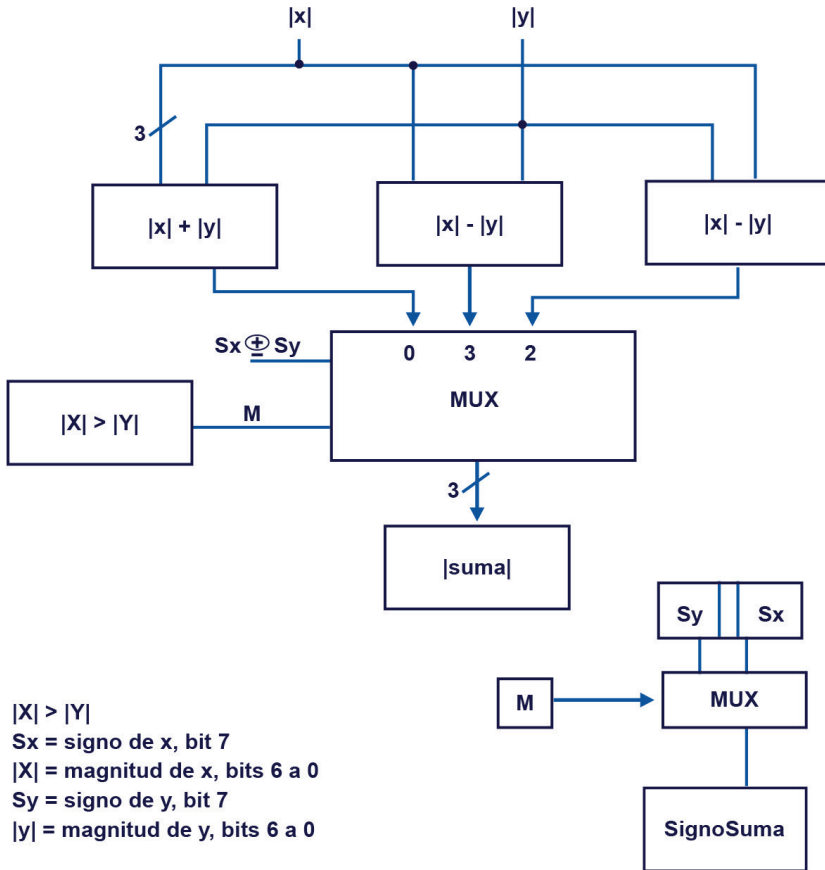 |x| |y|
3
|x| + |y|
|x| - |y|
|x| - |y|
Sx ⊕ Sy
0 3 2
MUX
|X| > |Y|
M
3
|suma|
Sy Sx
M
MUX
SignoSuma
|X| > |Y|
Sx = signo de x, bit 7
|X| = magnitud de x, bits 6 a 0
Sy = signo de y, bit 7
|y| = magnitud de y, bits 6 a 0